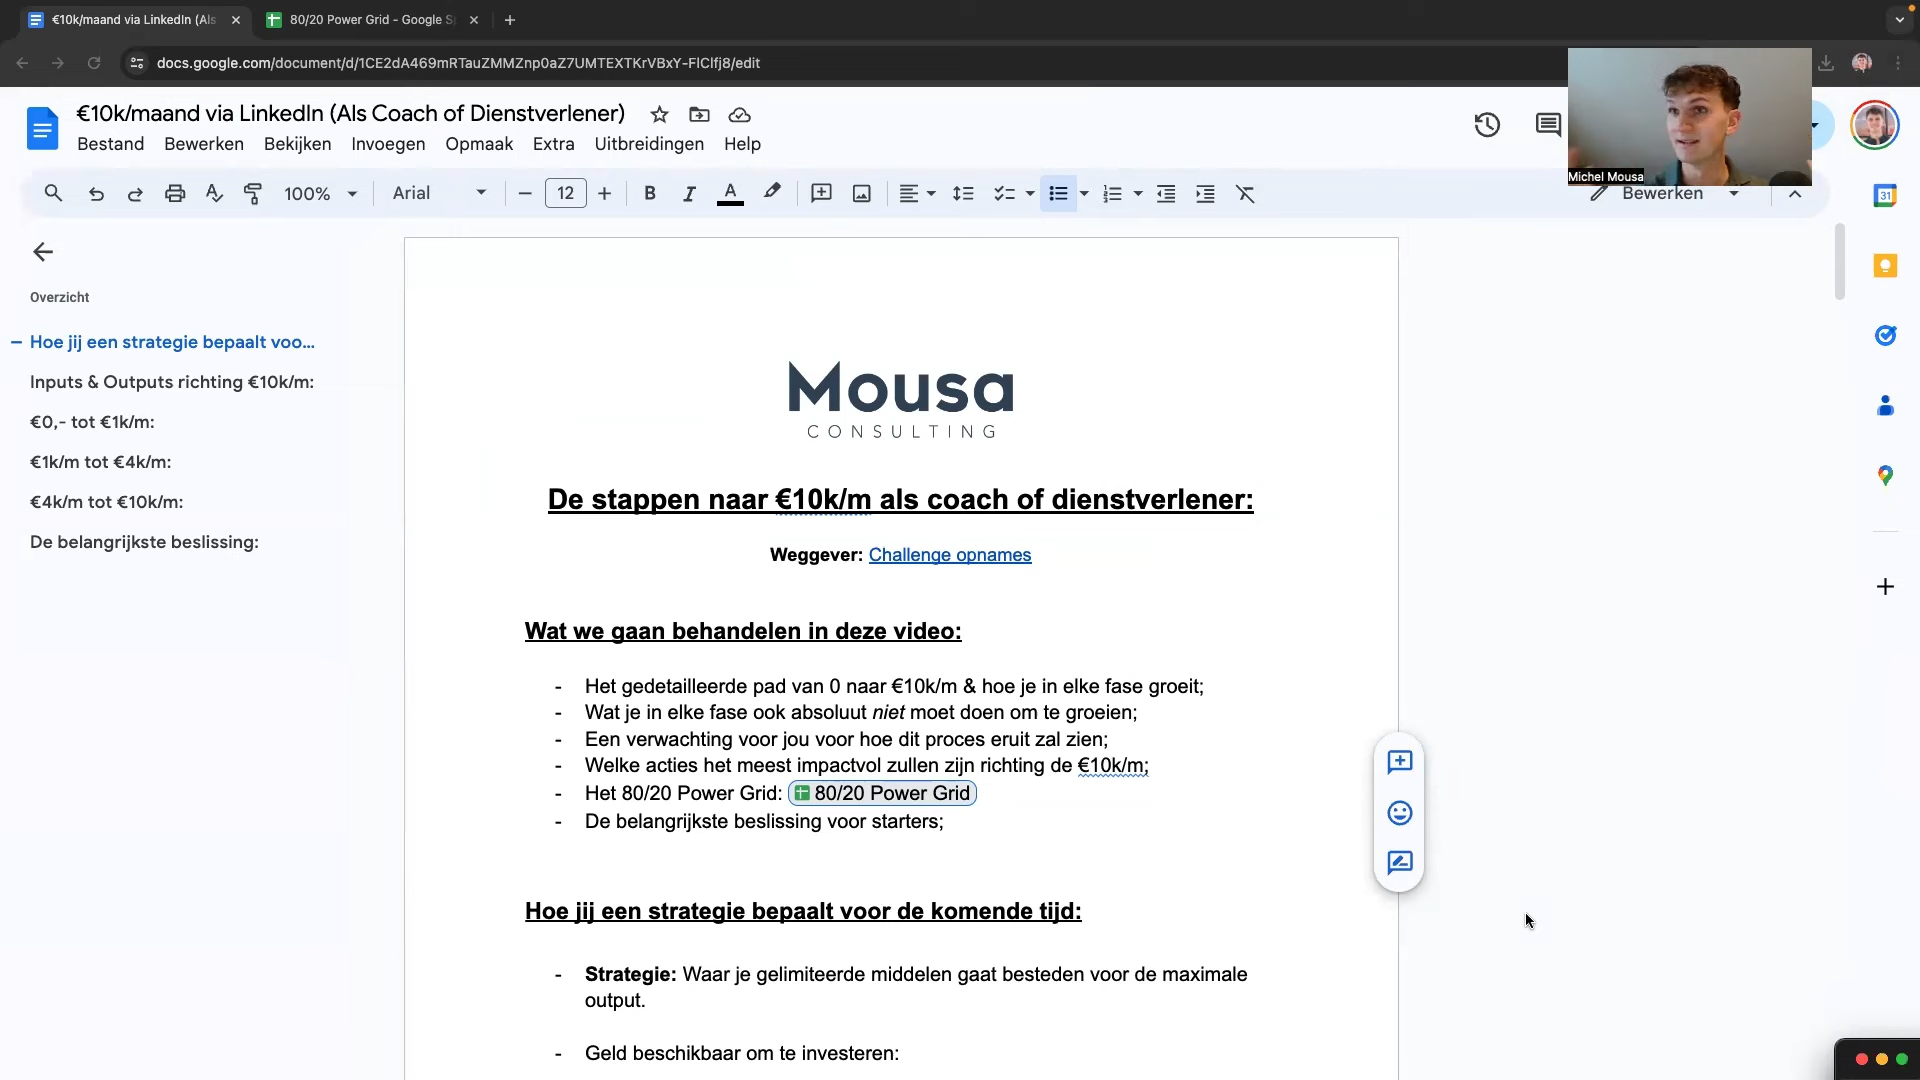 €10k/maand via LinkedIn (Als
80/20 Power Grid - Google S
docs.google.com/document/d/1CE2dA469mRTauZMMZnp0aZ7UMTEXTKrVBxY-FIClfj8/edit
€10k/maand via LinkedIn (Als Coach of Dienstverlener)
Bestand Bewerken Bekijken Invoegen Opmaak Extra Uitbreidingen Help
Michel Mousa
100% Arial 12 B I A Bewerken
31
Overzicht
Hoe jij een strategie bepaalt voo...
Inputs & Outputs richting €10k/m:
€0,- tot €1k/m:
€1k/m tot €4k/m:
€4k/m tot €10k/m:
De belangrijkste beslissing:
Mousa
CONSULTING
De stappen naar €10k/m als coach of dienstverlener:
Weggever: Challenge opnames
Wat we gaan behandelen in deze video:
- Het gedetailleerde pad van 0 naar €10k/m & hoe je in elke fase groeit;
- Wat je in elke fase ook absoluut niet moet doen om te groeien;
- Een verwachting voor jou voor hoe dit proces eruit zal zien;
- Welke acties het meest impactvol zullen zijn richting de €10k/m;
- Het 80/20 Power Grid: 80/20 Power Grid
- De belangrijkste beslissing voor starters;
Hoe jij een strategie bepaalt voor de komende tijd:
- Strategie: Waar je gelimiteerde middelen gaat besteden voor de maximale
output.
- Geld beschikbaar om te investeren: